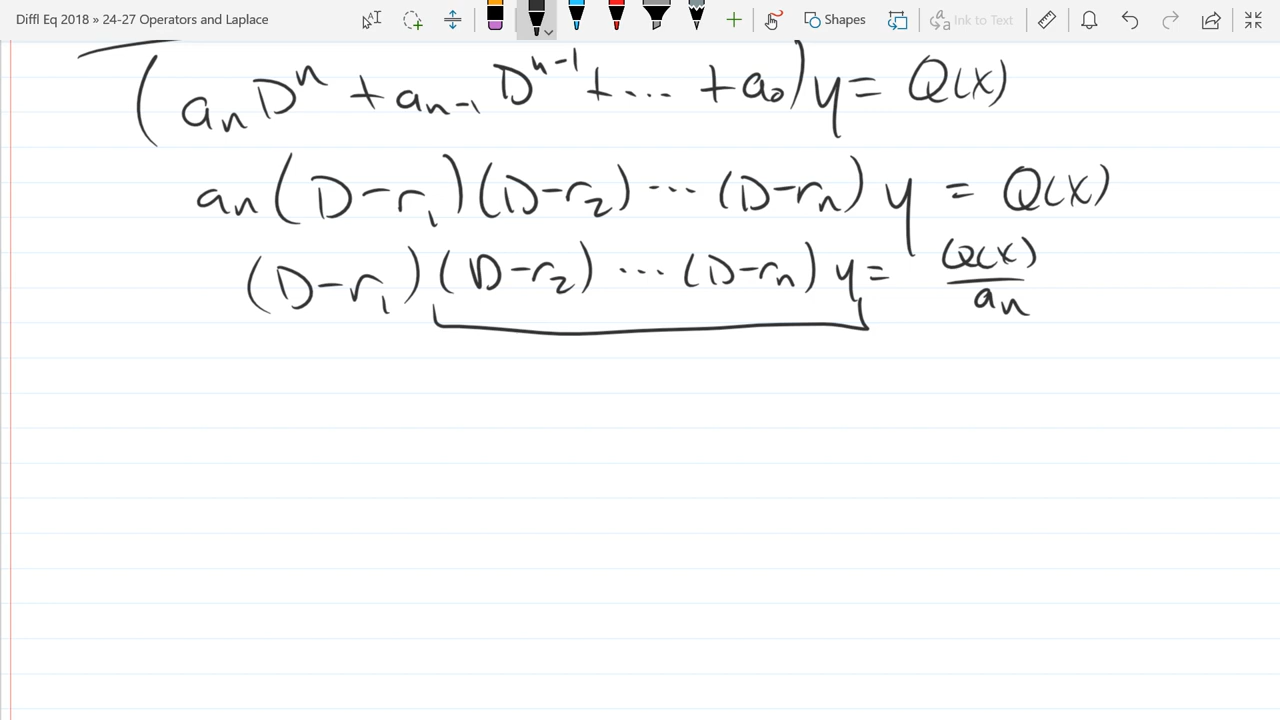 Diffl Eq 2018 » 24-27 Operators and Laplace
Shapes
Ink to Text
(aₙDⁿ + aₙ₋₁Dⁿ⁻¹ + ... + a₀)y = Q(x)
aₙ(D-r₁)(D-r₂) ... (D-rₙ)y = Q(x)
(D-r₁)(D-r₂) ... (D-rₙ)y = Q(x)/aₙ